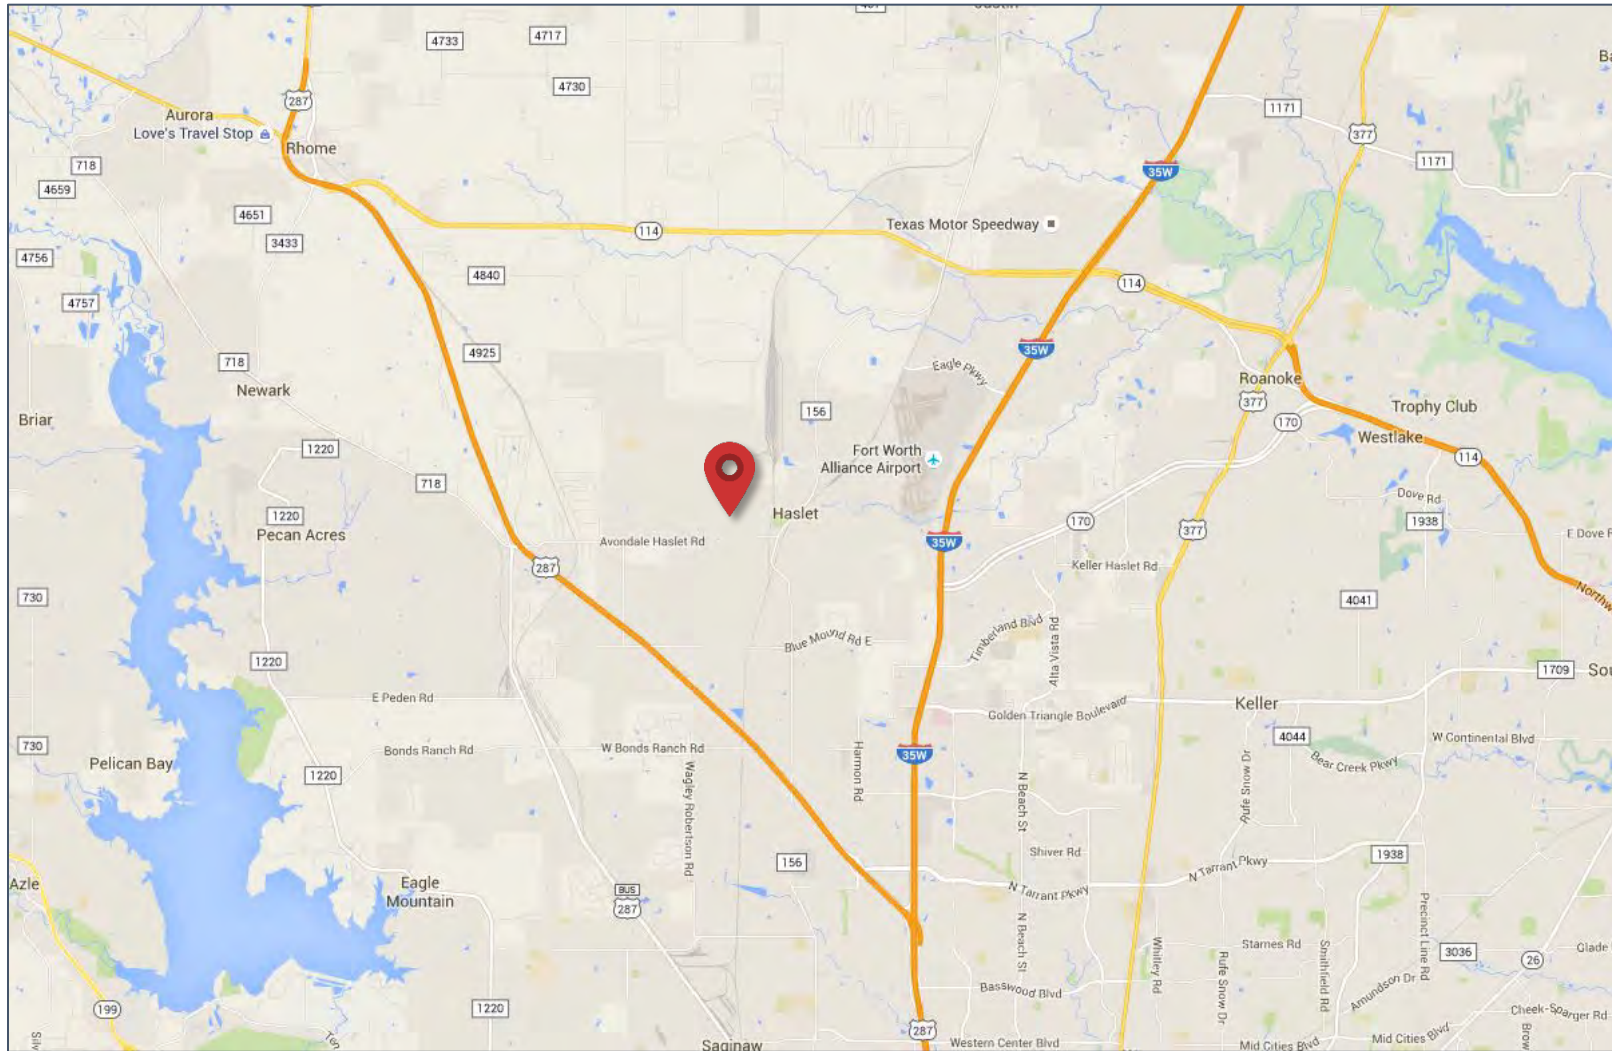 407
Justin
4717
4733
287
4730
Ba
1171
Aurora
377
Love's Travel Stop
Rhome
1171
718
35W
4659
4651
Texas Motor Speedway
114
3433
4756
4840
114
4757
35W
4925
718
Eagle Pkwy
Newark
Roanoke
377
Trophy Club
156
Briar
170
Westlake
1220
Fort Worth
Alliance Airport
114
718
Dove Rd
Haslet
1220
170
1938
377
Pecan Acres
Avondale Haslet Rd
35W
E Dove R
287
Keller Haslet Rd
730
4041
Northw
Timberland Blvd
Alta Vista Rd
Blue Mound Rd E
1220
1709
Sou
E Peden Rd
Keller
Golden Triangle Boulevard
4044
W Continental Blvd
730
Bonds Ranch Rd
W Bonds Ranch Rd
Harmon Rd
35W
Bear Creek Pkwy
Pelican Bay
1220
Wagley Robertson Rd
N Beach St
Rufe Snow Dr
Shiver Rd
1938
156
N Tarrant Pkwy
N Tarrant Pkwy
Azle
Eagle
Mountain
BUS
287
N Beach St
Whitley Rd
Rufe Snow Dr
Starnes Rd
Smithfield Rd
Precinct Line Rd
3036
Glade
26
Amundson Dr
Basswood Blvd
199
1220
Cheek-Sparger Rd
287
Silv
Ten
Saginaw
Western Center Blvd
Mid Cities Blvd
Mid Cities Blvd
Brow